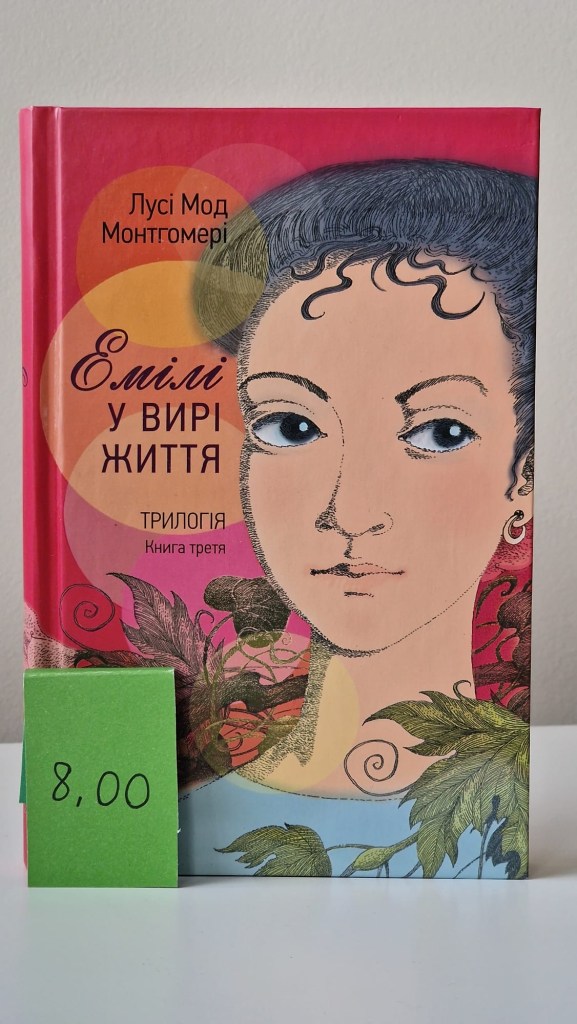 Лусі Мод
Монтгомері
Емілі
У ВИРІ
ЖИТТЯ
ТРИЛОГІЯ
Книга третя
8,00